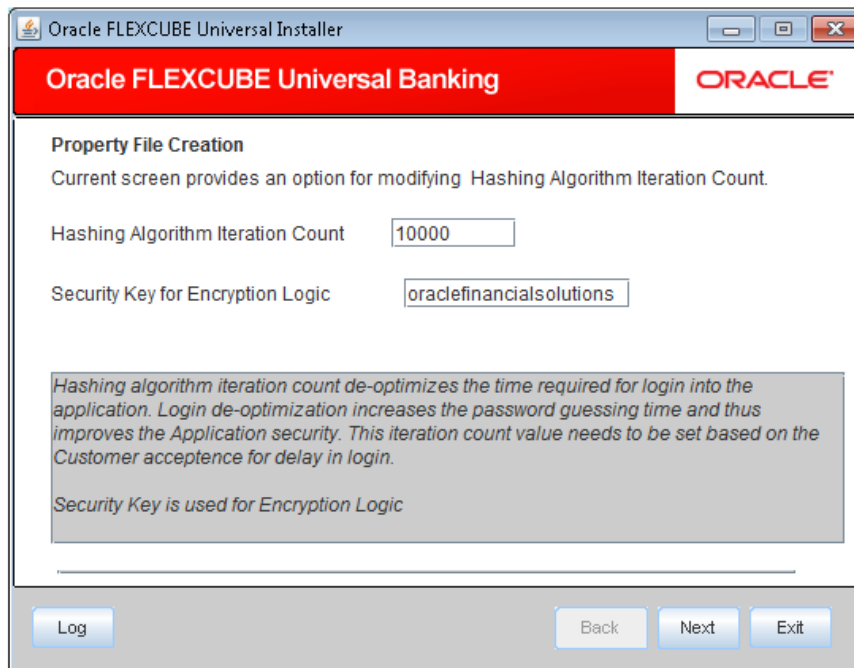 Oracle FLEXCUBE Universal Installer
Oracle FLEXCUBE Universal Banking
ORACLE
Property File Creation
Current screen provides an option for modifying Hashing Algorithm Iteration Count.
Hashing Algorithm Iteration Count 10000
Security Key for Encryption Logic oraclefinancialsolutions
Hashing algorithm iteration count de-optimizes the time required for login into the
application. Login de-optimization increases the password guessing time and thus
improves the Application security. This iteration count value needs to be set based on the
Customer acceptence for delay in login.
Security Key is used for Encryption Logic
Log Back Next Exit